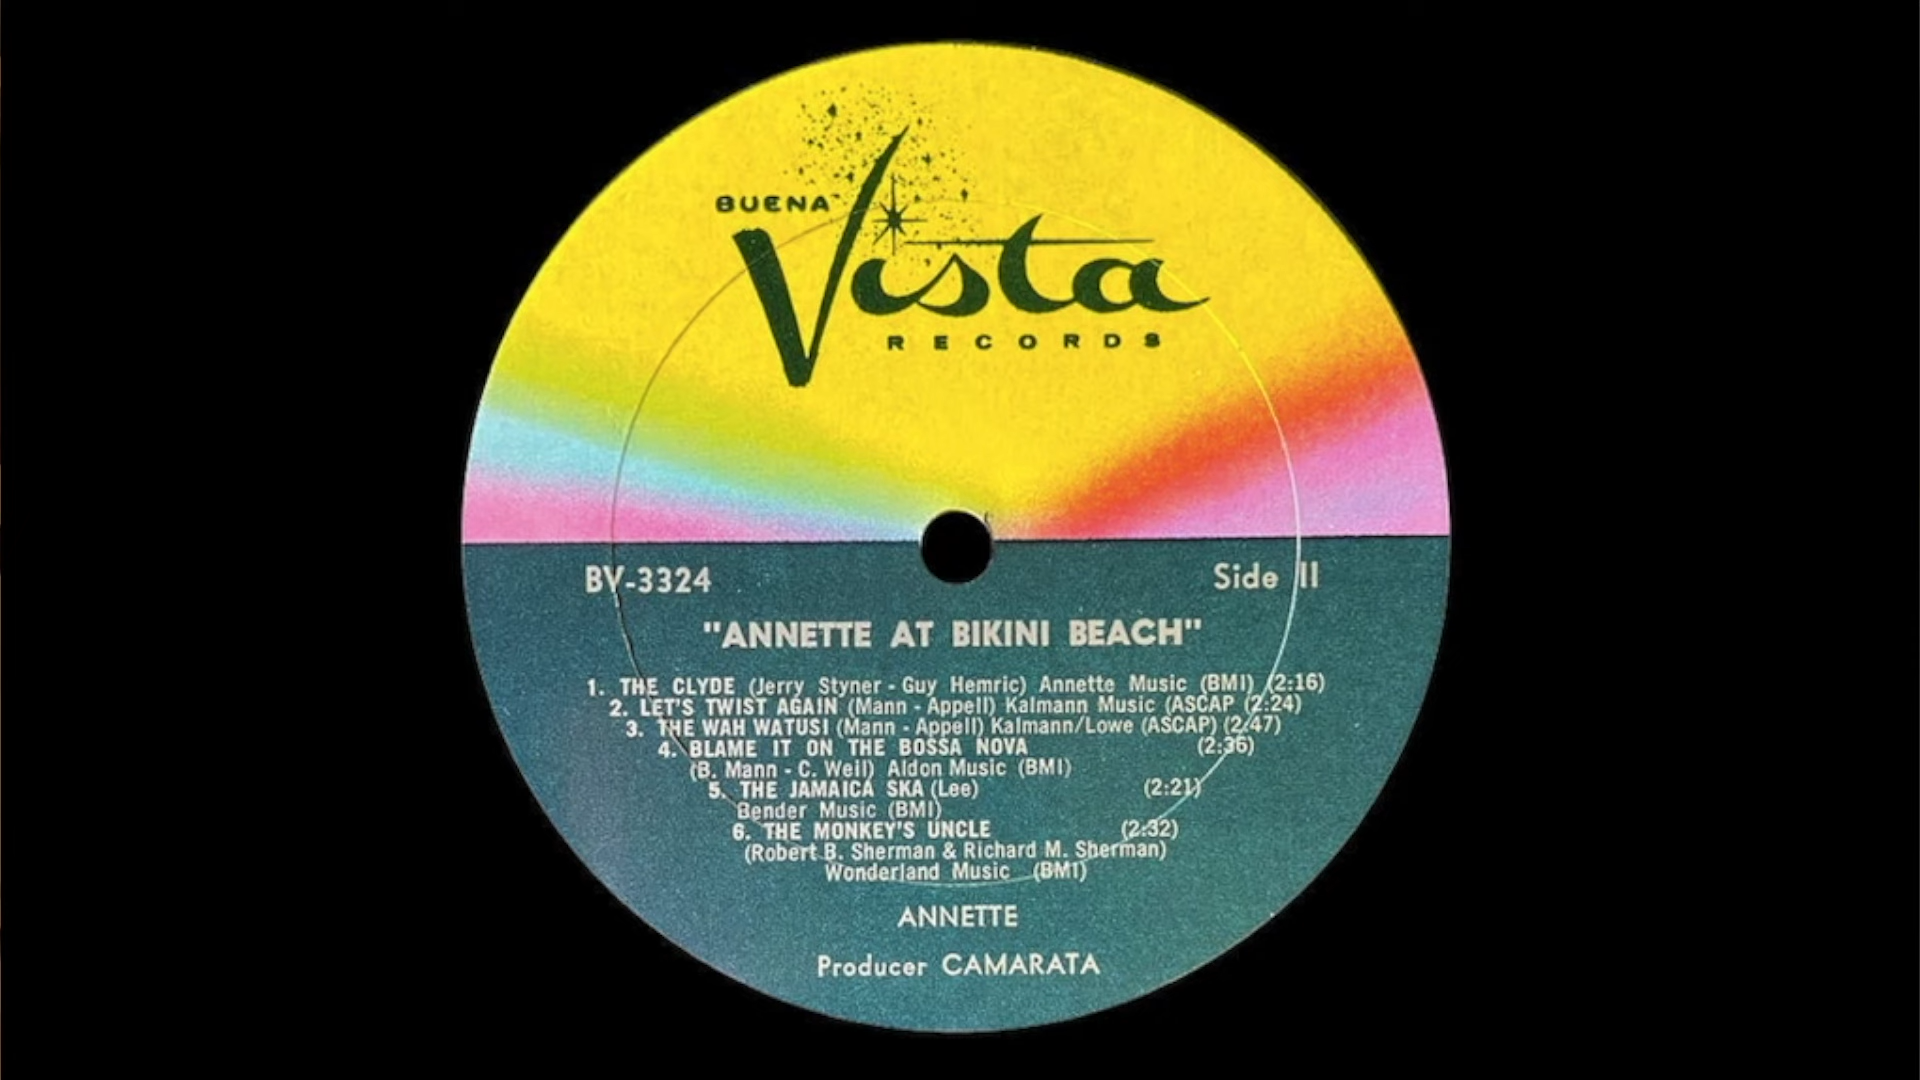 BUENA
Vista
RECORDS
BV-3324 Side II
"ANNETTE AT BIKINI BEACH"
1. THE CLYDE (Jerry Styner - Guy Hemric) Annette Music (BMI) (2:16)
2. LET'S TWIST AGAIN (Mann - Appell) Kalmann Music (ASCAP (2:24)
3. THE WAH WATUSI (Mann - Appell) Kalmann/Lowe (ASCAP) (2:47)
4. BLAME IT ON THE BOSSA NOVA (2:36)
(B. Mann - C. Weil) Aldon Music (BMI)
5. THE JAMAICA SKA (Lee) (2:21)
Bender Music (BMI)
6. THE MONKEY'S UNCLE (2:32)
(Robert B. Sherman & Richard M. Sherman)
Wonderland Music (BM1)
ANNETTE
Producer CAMARATA